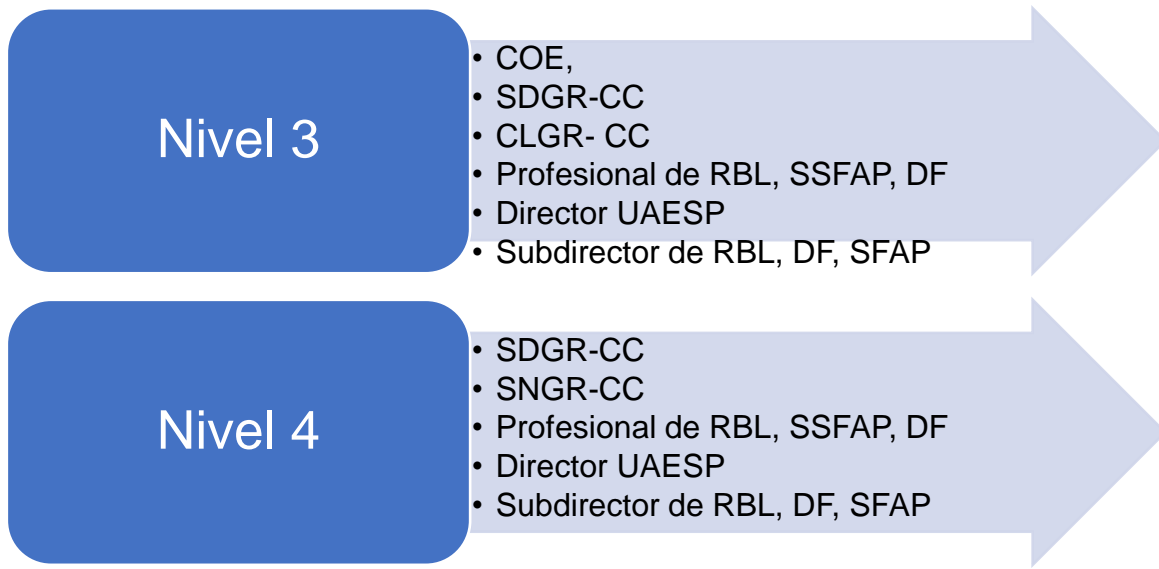 Nivel 3
• COE,
• SDGR-CC
• CLGR- CC
• Profesional de RBL, SSFAP, DF
• Director UAESP
• Subdirector de RBL, DF, SFAP
Nivel 4
• SDGR-CC
• SNGR-CC
• Profesional de RBL, SSFAP, DF
• Director UAESP
• Subdirector de RBL, DF, SFAP